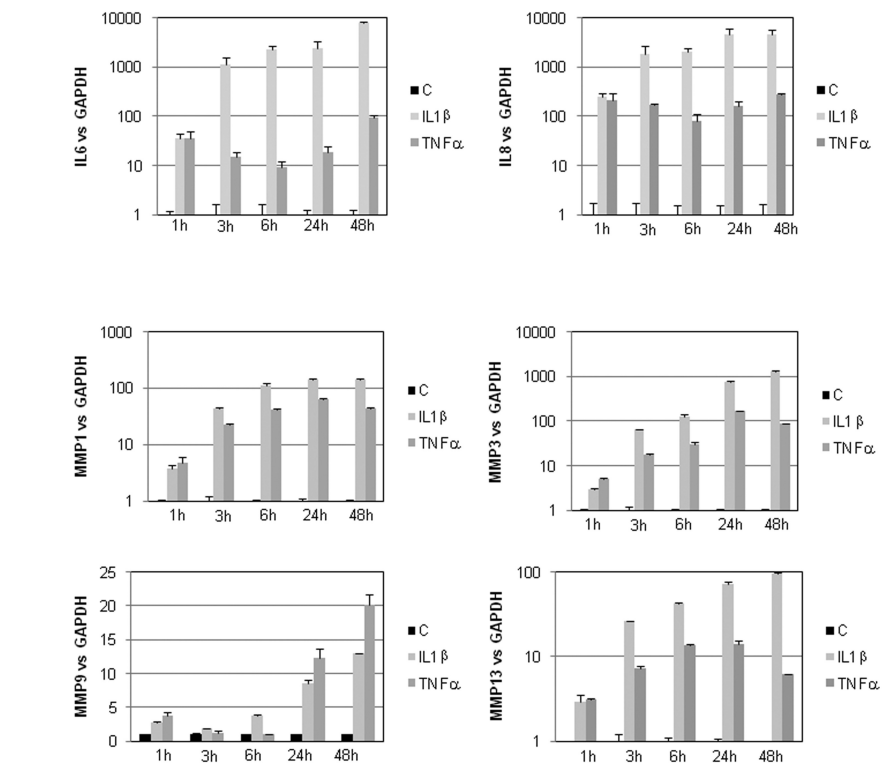 IL6 vs GAPDH
10000
1000
100
10
1
1h 3h 6h 24h 48h
C
IL1β
TNFα
IL8 vs GAPDH
10000
1000
100
10
1
1h 3h 6h 24h 48h
C
IL1β
TNFα
MMP1 vs GAPDH
1000
100
10
1
1h 3h 6h 24h 48h
C
IL1β
TNFα
MMP3 vs GAPDH
10000
1000
100
10
1
1h 3h 6h 24h 48h
C
IL1β
TNFα
MMP9 vs GAPDH
25
20
15
10
5
0
1h 3h 6h 24h 48h
C
IL1β
TNFα
MMP13 vs GAPDH
100
10
1
1h 3h 6h 24h 48h
C
IL1β
TNFα